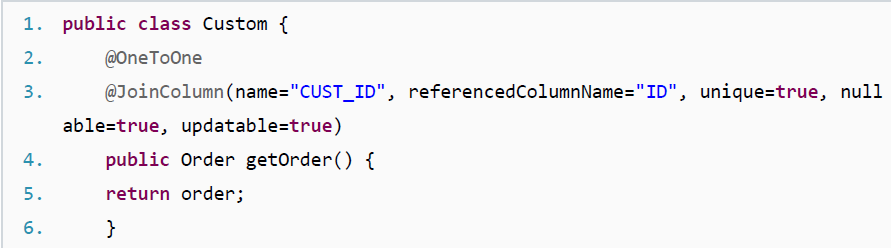 1. public class Custom {
2. @OneToOne
3. @JoinColumn(name="CUST_ID", referencedColumnName="ID", unique=true, null
able=true, updatable=true)
4. public Order getOrder() {
5. return order;
6. }